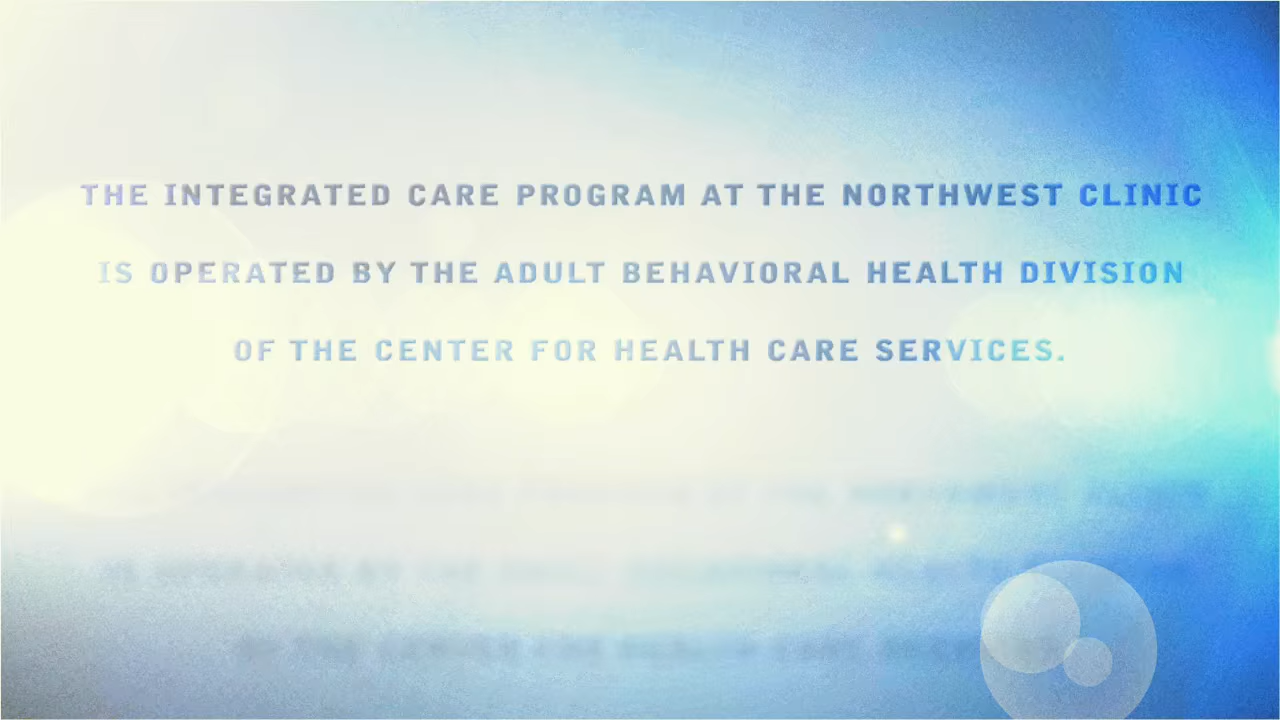 THE INTEGRATED CARE PROGRAM AT THE NORTHWEST CLINIC
IS OPERATED BY THE ADULT BEHAVIORAL HEALTH DIVISION
OF THE CENTER FOR HEALTH CARE SERVICES.